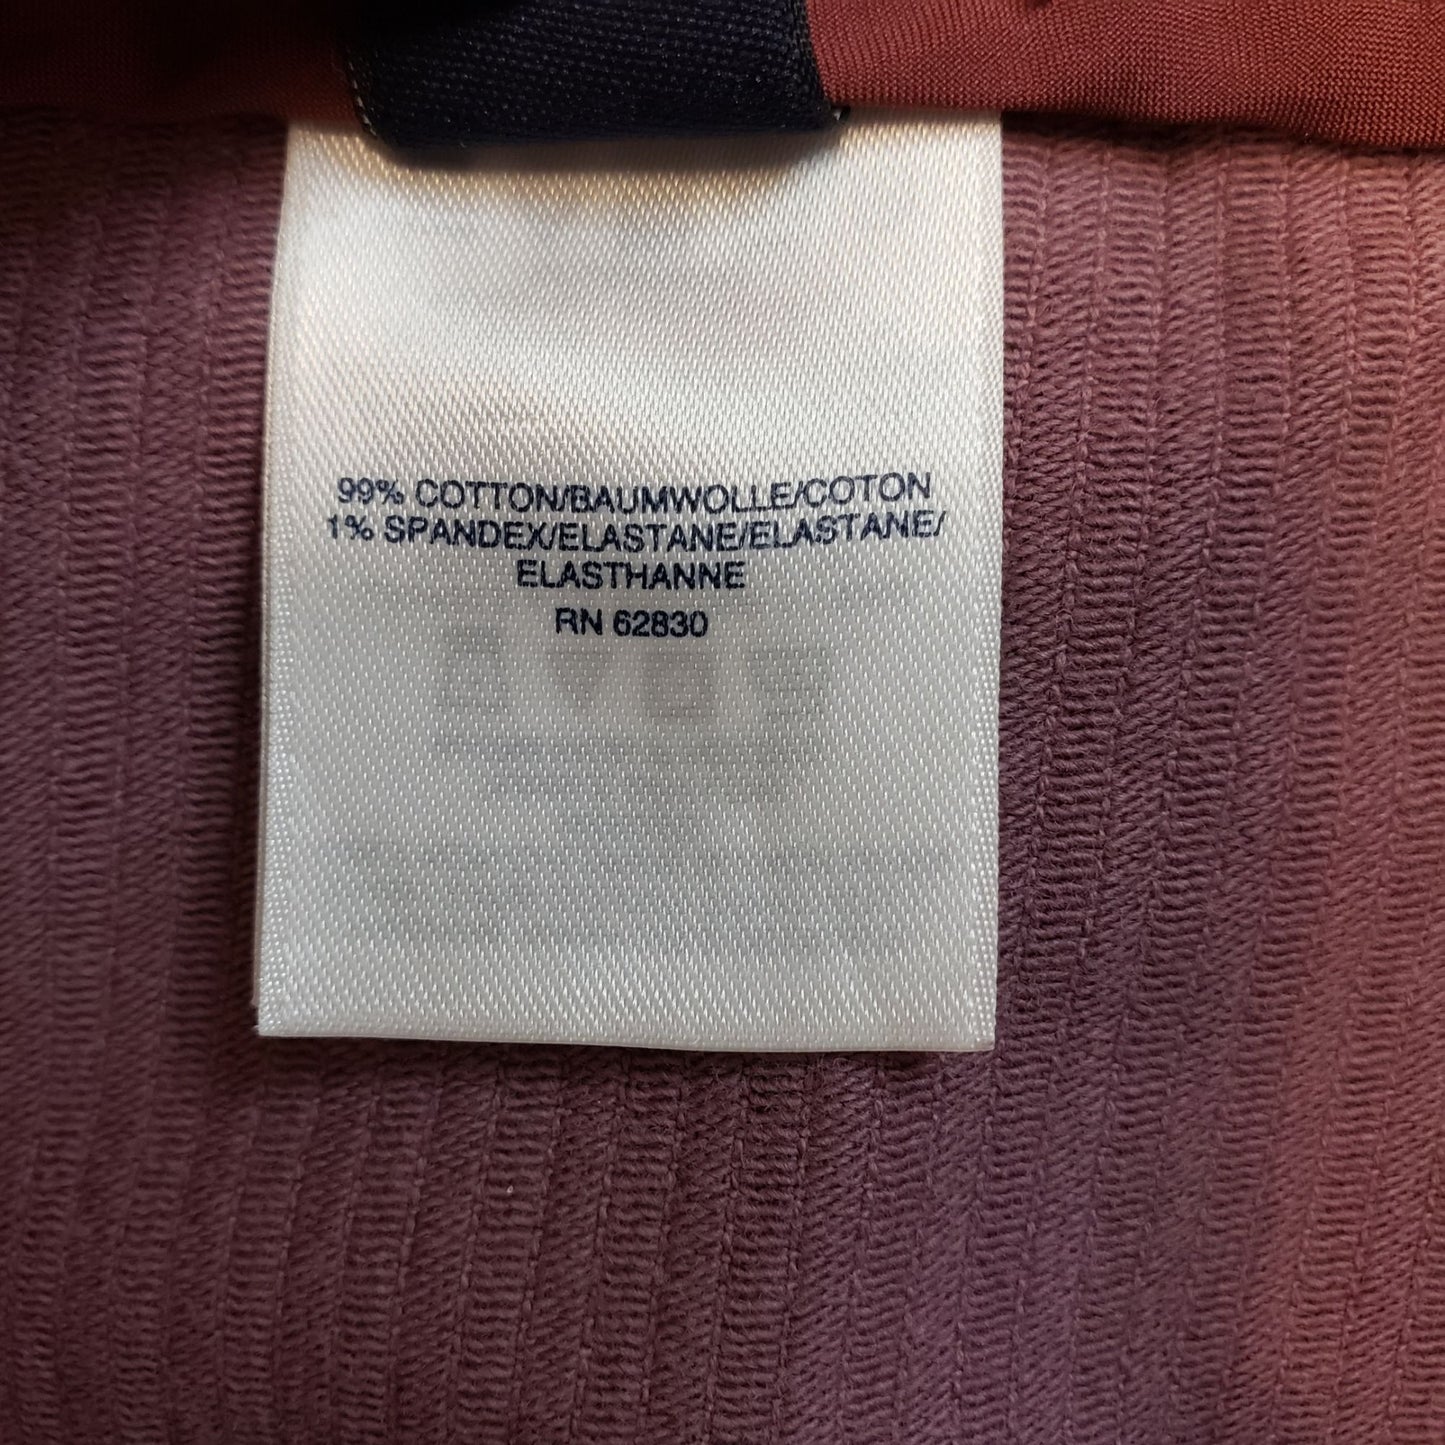 99% COTTON/BAUMWOLLE/COTON
1% SPANDEX/ELASTANE/ELASTANE/
ELASTHANNE
RN 62830